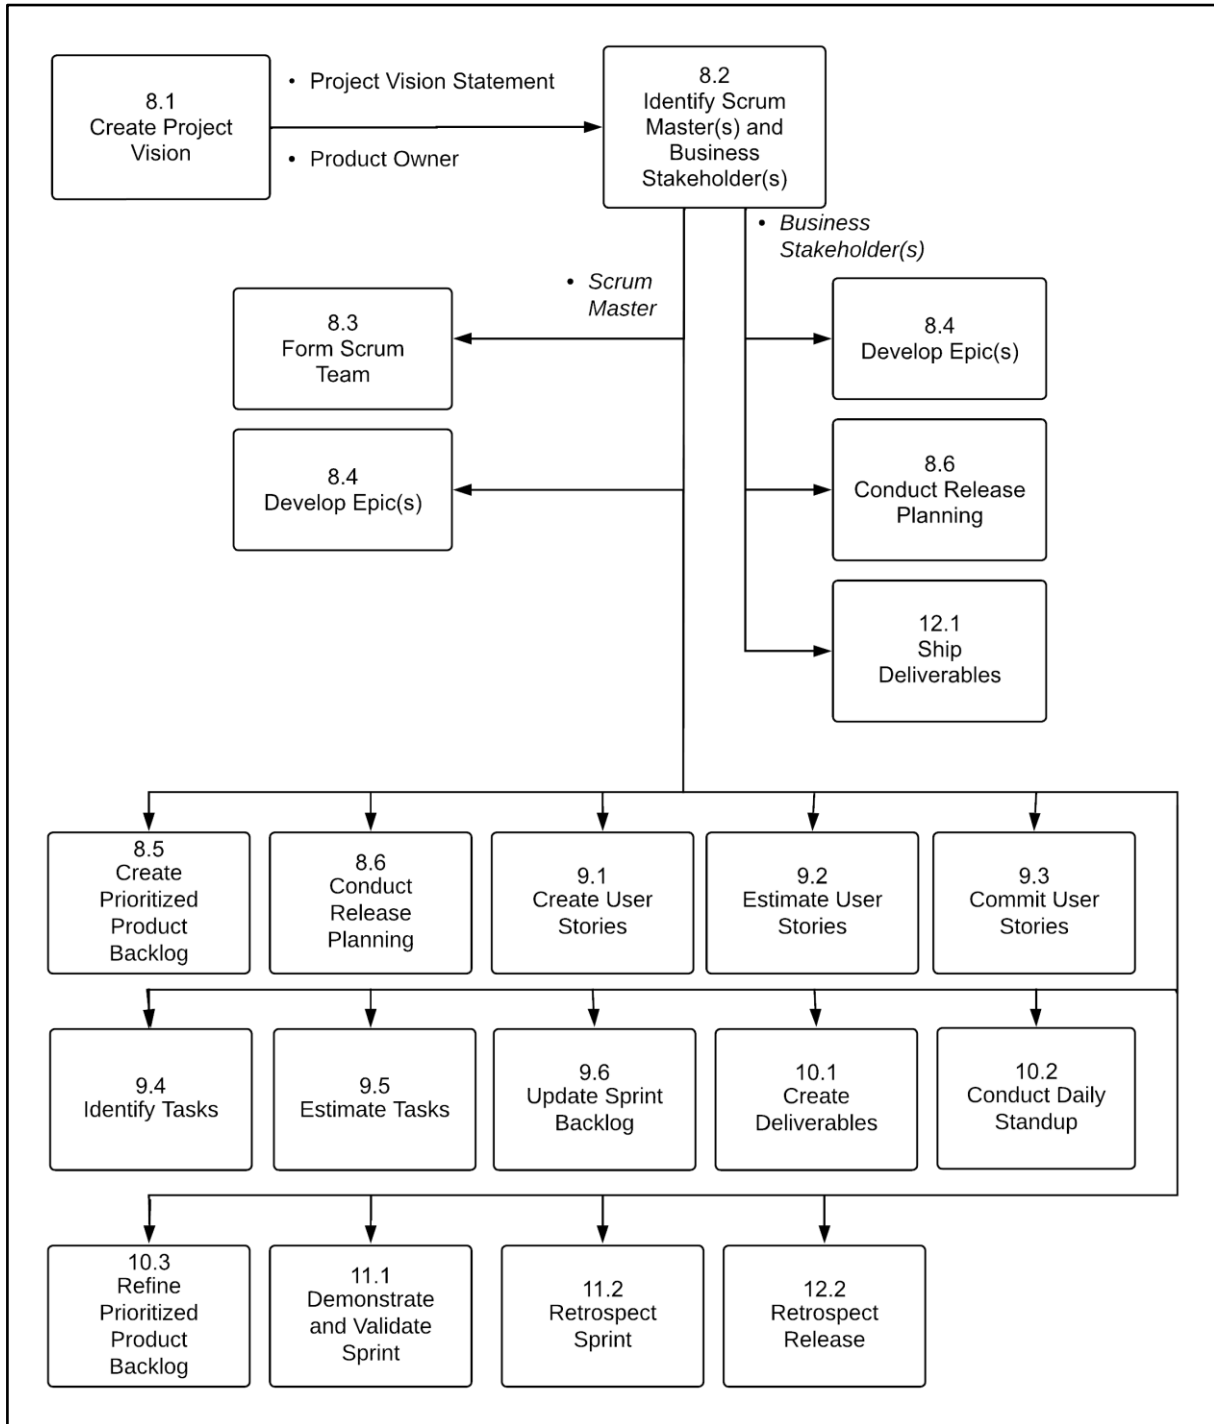 8.1
Create Project
Vision
• Project Vision Statement
• Product Owner
8.2
Identify Scrum
Master(s) and
Business
Stakeholder(s)
• Business
Stakeholder(s)
• Scrum
Master
8.3
Form Scrum
Team
8.4
Develop Epic(s)
8.4
Develop Epic(s)
8.6
Conduct Release
Planning
12.1
Ship
Deliverables
8.5
Create
Prioritized
Product
Backlog
8.6
Conduct
Release
Planning
9.1
Create User
Stories
9.2
Estimate User
Stories
9.3
Commit User
Stories
9.4
Identify Tasks
9.5
Estimate Tasks
9.6
Update Sprint
Backlog
10.1
Create
Deliverables
10.2
Conduct Daily
Standup
10.3
Refine
Prioritized
Product
Backlog
11.1
Demonstrate
and Validate
Sprint
11.2
Retrospect
Sprint
12.2
Retrospect
Release